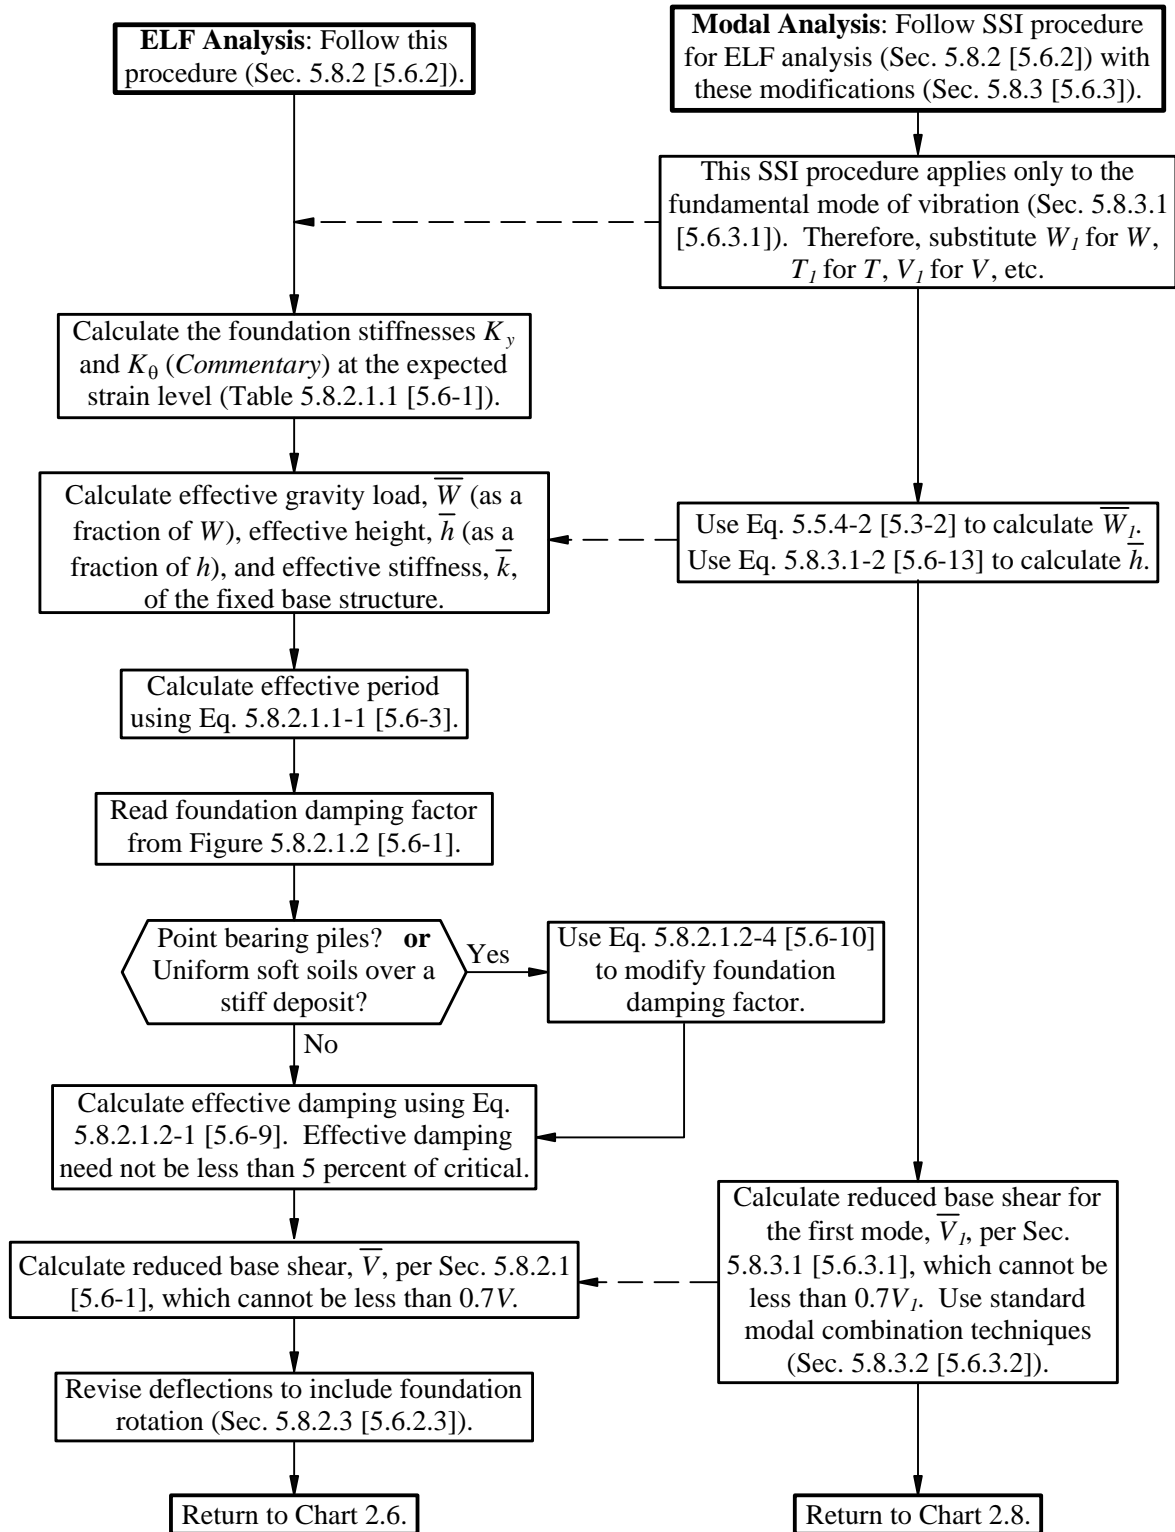 ELF Analysis: Follow this
procedure (Sec. 5.8.2 [5.6.2]).
Modal Analysis: Follow SSI procedure
for ELF analysis (Sec. 5.8.2 [5.6.2]) with
these modifications (Sec. 5.8.3 [5.6.3]).
This SSI procedure applies only to the
fundamental mode of vibration (Sec. 5.8.3.1
[5.6.3.1]). Therefore, substitute W₁ for W,
T₁ for T, V₁ for V, etc.
Calculate the foundation stiffnesses K_y
and K_θ (Commentary) at the expected
strain level (Table 5.8.2.1.1 [5.6-1]).
Calculate effective gravity load, W̅ (as a
fraction of W), effective height, h̅ (as a
fraction of h), and effective stiffness, k̅,
of the fixed base structure.
Use Eq. 5.5.4-2 [5.3-2] to calculate W̅₁.
Use Eq. 5.8.3.1-2 [5.6-13] to calculate h̅.
Calculate effective period
using Eq. 5.8.2.1.1-1 [5.6-3].
Read foundation damping factor
from Figure 5.8.2.1.2 [5.6-1].
Point bearing piles? or
Uniform soft soils over a
stiff deposit?
Yes
Use Eq. 5.8.2.1.2-4 [5.6-10]
to modify foundation
damping factor.
No
Calculate effective damping using Eq.
5.8.2.1.2-1 [5.6-9]. Effective damping
need not be less than 5 percent of critical.
Calculate reduced base shear, V̅, per Sec. 5.8.2.1
[5.6-1], which cannot be less than 0.7V.
Calculate reduced base shear for
the first mode, V̅₁, per Sec.
5.8.3.1 [5.6.3.1], which cannot be
less than 0.7V₁. Use standard
modal combination techniques
(Sec. 5.8.3.2 [5.6.3.2]).
Revise deflections to include foundation
rotation (Sec. 5.8.2.3 [5.6.2.3]).
Return to Chart 2.6.
Return to Chart 2.8.